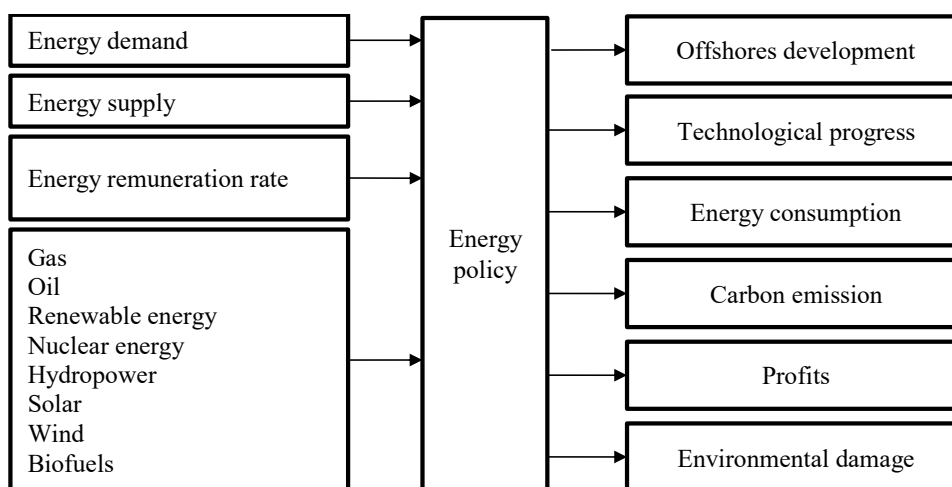 Energy demand
Energy supply
Energy remuneration rate
Gas
Oil
Renewable energy
Nuclear energy
Hydropower
Solar
Wind
Biofuels
Energy
policy
Offshores development
Technological progress
Energy consumption
Carbon emission
Profits
Environmental damage